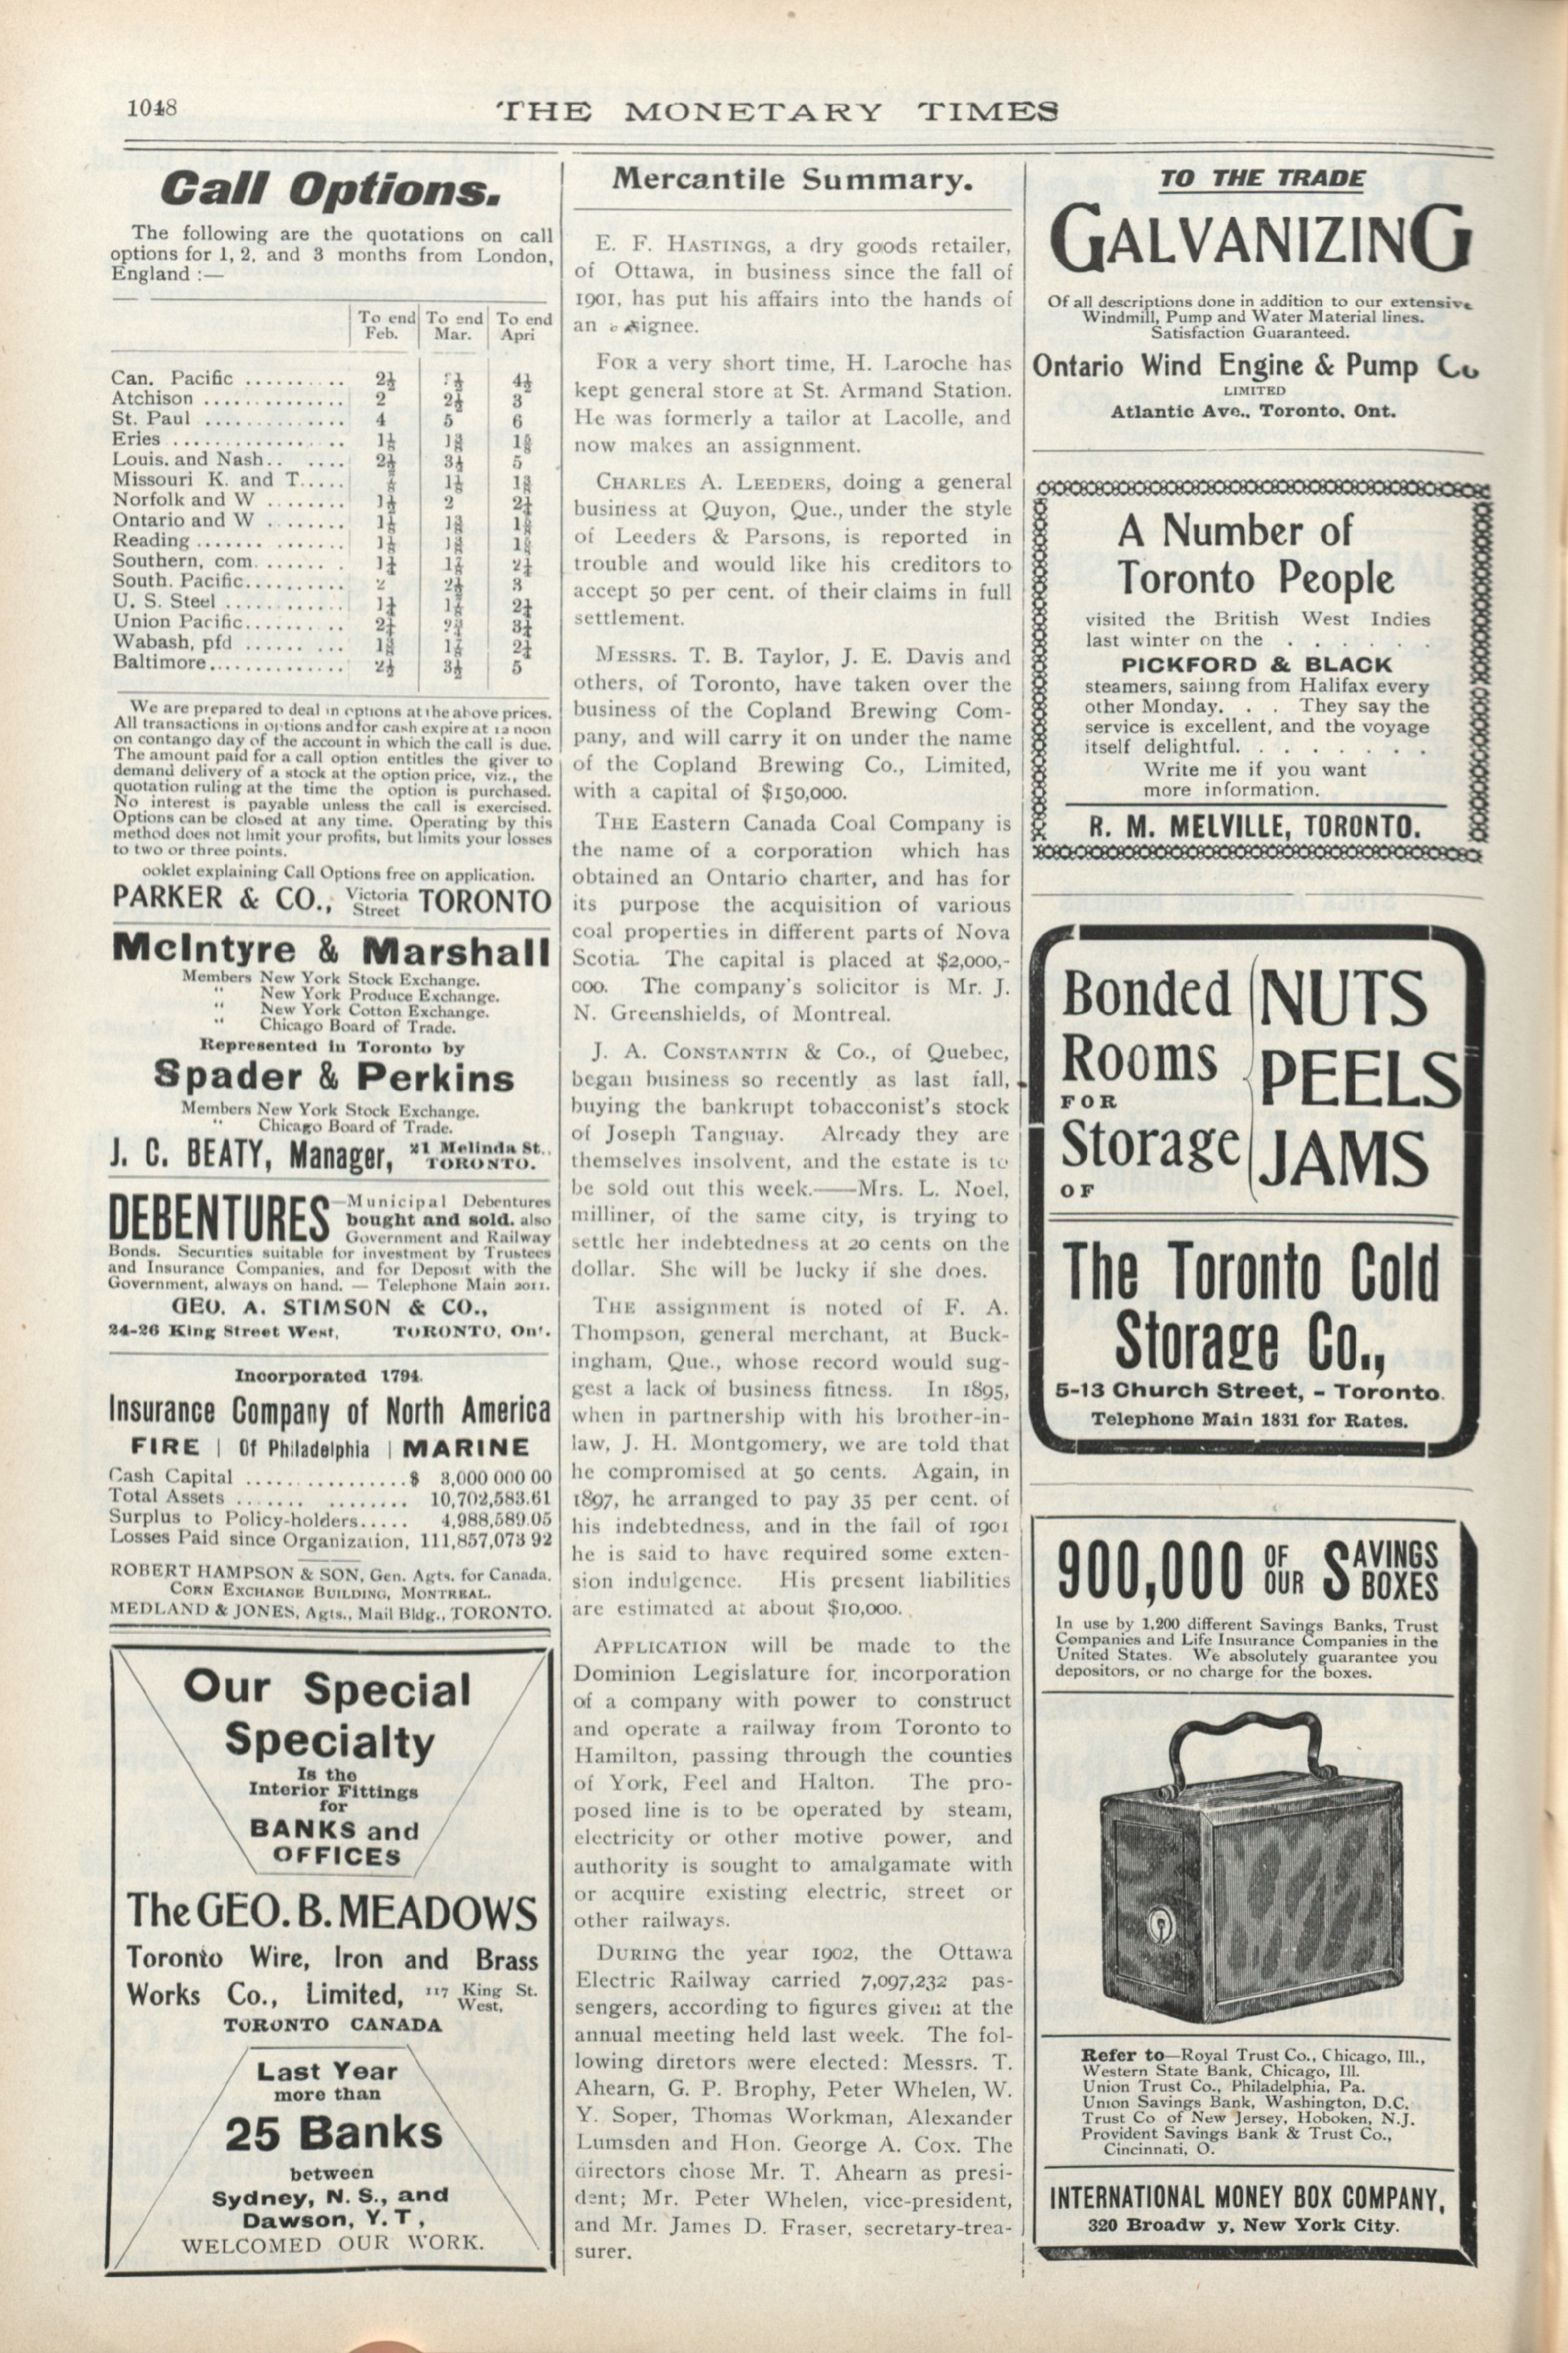 1048
THE MONETARY TIMES
Call Options.
The following are the quotations on call
options for 1, 2, and 3 months from London,
England :—
To end Feb. To end Mar. To end Apri
Can. Pacific .......... 2½ 4½
Atchison .............. 2 2½ 3
St. Paul .............. 4 5 6
Eries .................
Louis. and Nash.. .... 2½ 3½ 5
Missouri K. and T.....
Norfolk and W ........ 2
Ontario and W ........
Reading ....... .......
Southern, com. .......
South. Pacific.......... 2 3
U. S. Steel ............
Union Pacific..........
Wabash, pfd ..........
Baltimore.............. 2½ 3½ 5
We are prepared to deal in options at the above prices.
All transactions in options and for cash expire at 12 noon
on contango day of the account in which the call is due.
The amount paid for a call option entitles the giver to
demand delivery of a stock at the option price, viz., the
quotation ruling at the time the option is purchased.
No interest is payable unless the call is exercised.
Options can be closed at any time. Operating by this
method does not limit your profits, but limits your losses
to two or three points.
ooklet explaining Call Options free on application.
PARKER & CO., Victoria Street TORONTO
McIntyre & Marshall
Members New York Stock Exchange.
" New York Produce Exchange.
" New York Cotton Exchange.
" Chicago Board of Trade.
Represented in Toronto by
Spader & Perkins
Members New York Stock Exchange.
" Chicago Board of Trade.
J. C. BEATY, Manager, 21 Melinda St., TORONTO.
DEBENTURES—Municipal Debentures
bought and sold. also
Government and Railway
Bonds. Securities suitable for investment by Trustees
and Insurance Companies, and for Deposit with the
Government, always on hand. — Telephone Main 2011.
GEO. A. STIMSON & CO.,
24-26 King Street West, TORONTO, Ont.
Incorporated 1794.
Insurance Company of North America
FIRE | Of Philadelphia | MARINE
Cash Capital ..................$ 3,000 000 00
Total Assets ....... ........ 10,702,583.61
Surplus to Policy-holders..... 4,988,589.05
Losses Paid since Organization, 111,857,073 92
ROBERT HAMPSON & SON, Gen. Agts. for Canada,
CORN EXCHANGE BUILDING, MONTREAL.
MEDLAND & JONES, Agts., Mail Bldg., TORONTO.
Our Special
Specialty
Is the
Interior Fittings
for
BANKS and
OFFICES
The GEO. B. MEADOWS
Toronto Wire, Iron and Brass
Works Co., Limited, 117 King St. West,
TORONTO CANADA
Last Year
more than
25 Banks
between
Sydney, N. S., and
Dawson, Y. T,
WELCOMED OUR WORK.
Mercantile Summary.
E. F. HASTINGS, a dry goods retailer,
of Ottawa, in business since the fall of
1901, has put his affairs into the hands of
an signee.
FOR a very short time, H. Laroche has
kept general store at St. Armand Station.
He was formerly a tailor at Lacolle, and
now makes an assignment.
CHARLES A. LEEDERS, doing a general
business at Quyon, Que., under the style
of Leeders & Parsons, is reported in
trouble and would like his creditors to
accept 50 per cent. of their claims in full
settlement.
MESSRS. T. B. Taylor, J. E. Davis and
others, of Toronto, have taken over the
business of the Copland Brewing Com-
pany, and will carry it on under the name
of the Copland Brewing Co., Limited,
with a capital of $150,000.
THE Eastern Canada Coal Company is
the name of a corporation which has
obtained an Ontario charter, and has for
its purpose the acquisition of various
coal properties in different parts of Nova
Scotia. The capital is placed at $2,000,-
000. The company's solicitor is Mr. J.
N. Greenshields, of Montreal.
J. A. CONSTANTIN & Co., of Quebec,
began business so recently as last fall,
buying the bankrupt tobacconist's stock
of Joseph Tanguay. Already they are
themselves insolvent, and the estate is to
be sold out this week.——Mrs. L. Noel,
milliner, of the same city, is trying to
settle her indebtedness at 20 cents on the
dollar. She will be lucky if she does.
THE assignment is noted of F. A.
Thompson, general merchant, at Buck-
ingham, Que., whose record would sug-
gest a lack of business fitness. In 1895,
when in partnership with his brother-in-
law, J. H. Montgomery, we are told that
he compromised at 50 cents. Again, in
1897, he arranged to pay 35 per cent. of
his indebtedness, and in the fall of 1901
he is said to have required some exten-
sion indulgence. His present liabilities
are estimated at about $10,000.
APPLICATION will be made to the
Dominion Legislature for incorporation
of a company with power to construct
and operate a railway from Toronto to
Hamilton, passing through the counties
of York, Peel and Halton. The pro-
posed line is to be operated by steam,
electricity or other motive power, and
authority is sought to amalgamate with
or acquire existing electric, street or
other railways.
DURING the year 1902, the Ottawa
Electric Railway carried 7,097,232 pas-
sengers, according to figures given at the
annual meeting held last week. The fol-
lowing diretors were elected: Messrs. T.
Ahearn, G. P. Brophy, Peter Whelen, W.
Y. Soper, Thomas Workman, Alexander
Lumsden and Hon. George A. Cox. The
directors chose Mr. T. Ahearn as presi-
dent; Mr. Peter Whelen, vice-president,
and Mr. James D. Fraser, secretary-trea-
surer.
TO THE TRADE
GALVANIZING
Of all descriptions done in addition to our extensive
Windmill, Pump and Water Material lines.
Satisfaction Guaranteed.
Ontario Wind Engine & Pump Co
LIMITED
Atlantic Ave., Toronto, Ont.
A Number of
Toronto People
visited the British West Indies
last winter on the . . . . . .
PICKFORD & BLACK
steamers, sailing from Halifax every
other Monday. . . They say the
service is excellent, and the voyage
itself delightful. . . . . . . .
Write me if you want
more information.
R. M. MELVILLE, TORONTO.
Bonded
Rooms
FOR
Storage
OF
NUTS
PEELS
JAMS
The Toronto Cold
Storage Co.,
5-13 Church Street, - Toronto.
Telephone Main 1831 for Rates.
900,000 OF OUR SAVINGS BOXES
In use by 1,200 different Savings Banks, Trust
Companies and Life Insurance Companies in the
United States. We absolutely guarantee you
depositors, or no charge for the boxes.
Refer to—Royal Trust Co., Chicago, Ill.,
Western State Bank, Chicago, Ill.
Union Trust Co., Philadelphia, Pa.
Union Savings Bank, Washington, D.C.
Trust Co of New Jersey, Hoboken, N.J.
Provident Savings Bank & Trust Co.,
Cincinnati, O.
INTERNATIONAL MONEY BOX COMPANY,
320 Broadw y, New York City.